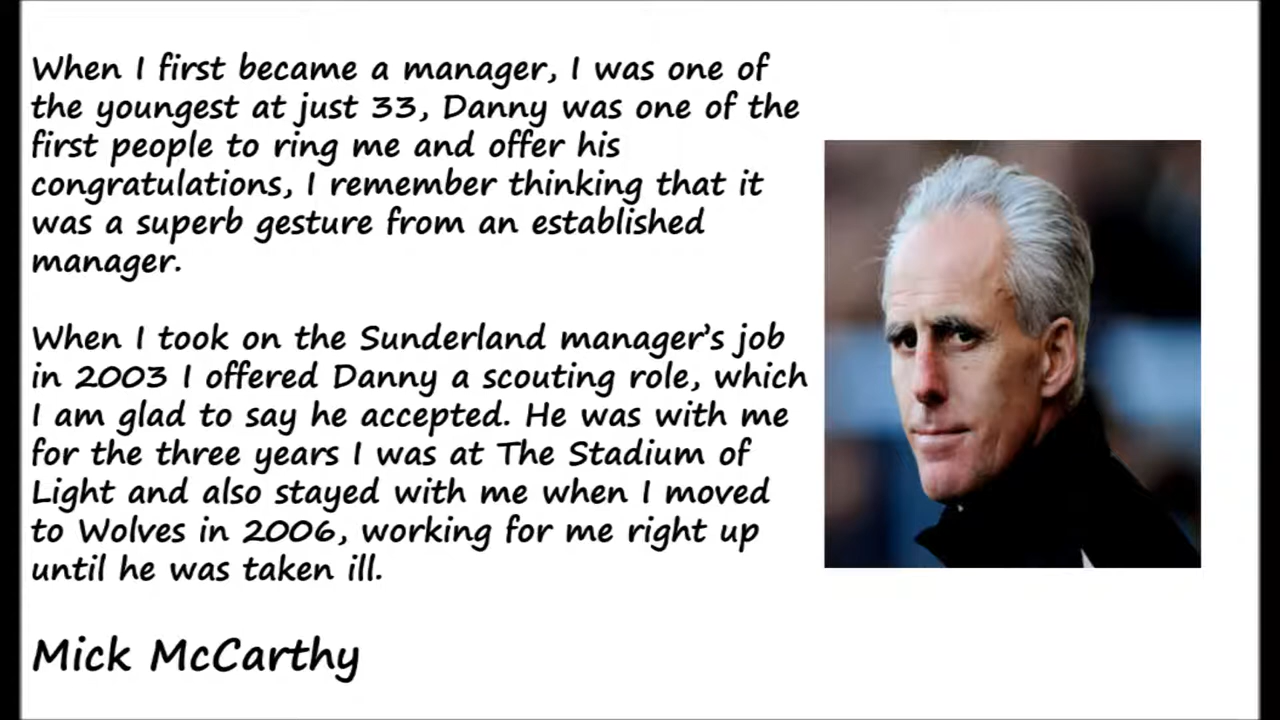 When I first became a manager, I was one of
the youngest at just 33, Danny was one of the
first people to ring me and offer his
congratulations, I remember thinking that it
was a superb gesture from an established
manager.
When I took on the Sunderland manager’s job
in 2003 I offered Danny a scouting role, which
I am glad to say he accepted. He was with me
for the three years I was at The Stadium of
Light and also stayed with me when I moved
to Wolves in 2006, working for me right up
until he was taken ill.
Mick McCarthy